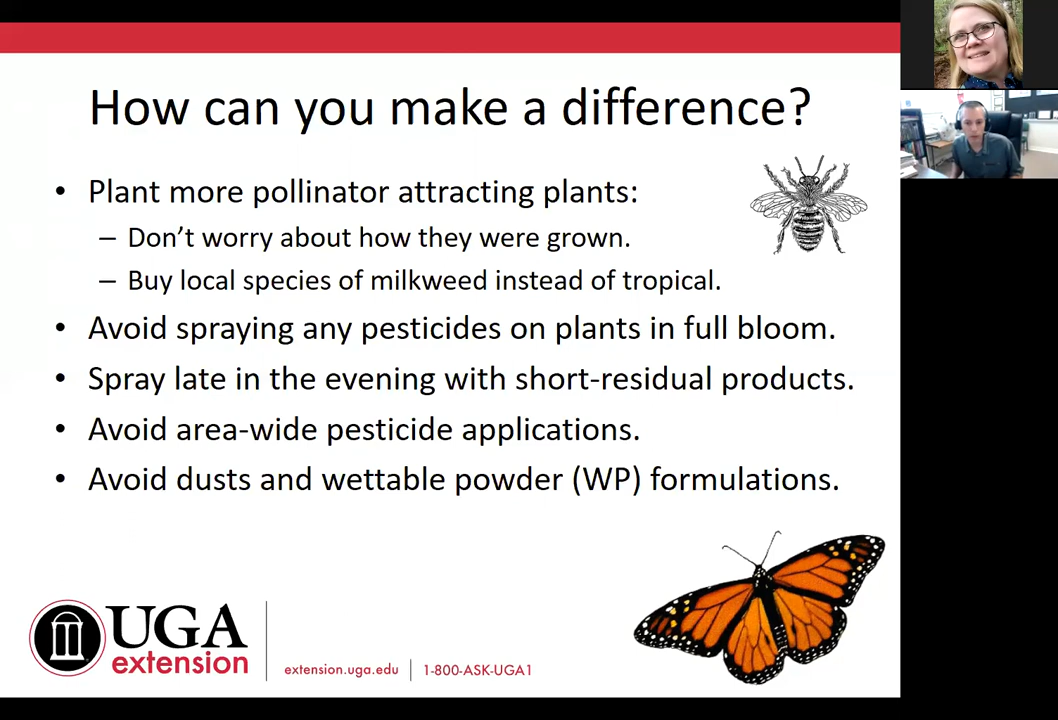 How can you make a difference?
• Plant more pollinator attracting plants:
– Don’t worry about how they were grown.
– Buy local species of milkweed instead of tropical.
• Avoid spraying any pesticides on plants in full bloom.
• Spray late in the evening with short-residual products.
• Avoid area-wide pesticide applications.
• Avoid dusts and wettable powder (WP) formulations.
UGA
extension
extension.uga.edu | 1-800-ASK-UGA1